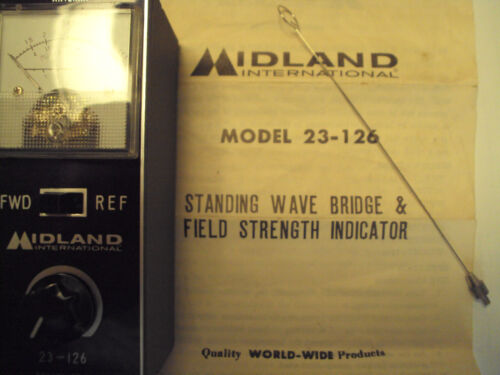 ANTENNA
FWD REF
MIDLAND
INTERNATIONAL
23-126
MIDLAND
INTERNATIONAL
MODEL 23-126
STANDING WAVE BRIDGE &
FIELD STRENGTH INDICATOR
Quality WORLD-WIDE Products